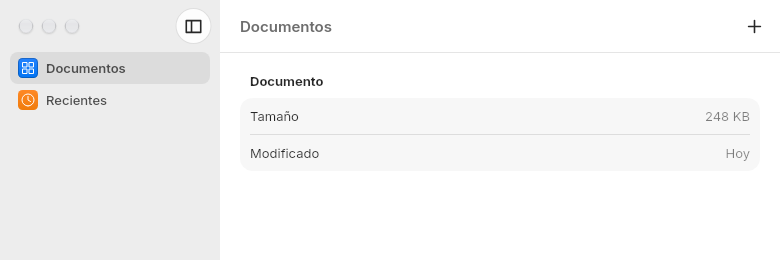 Documentos
Recientes
Documentos
Documento
Tamaño 248 KB
Modificado Hoy